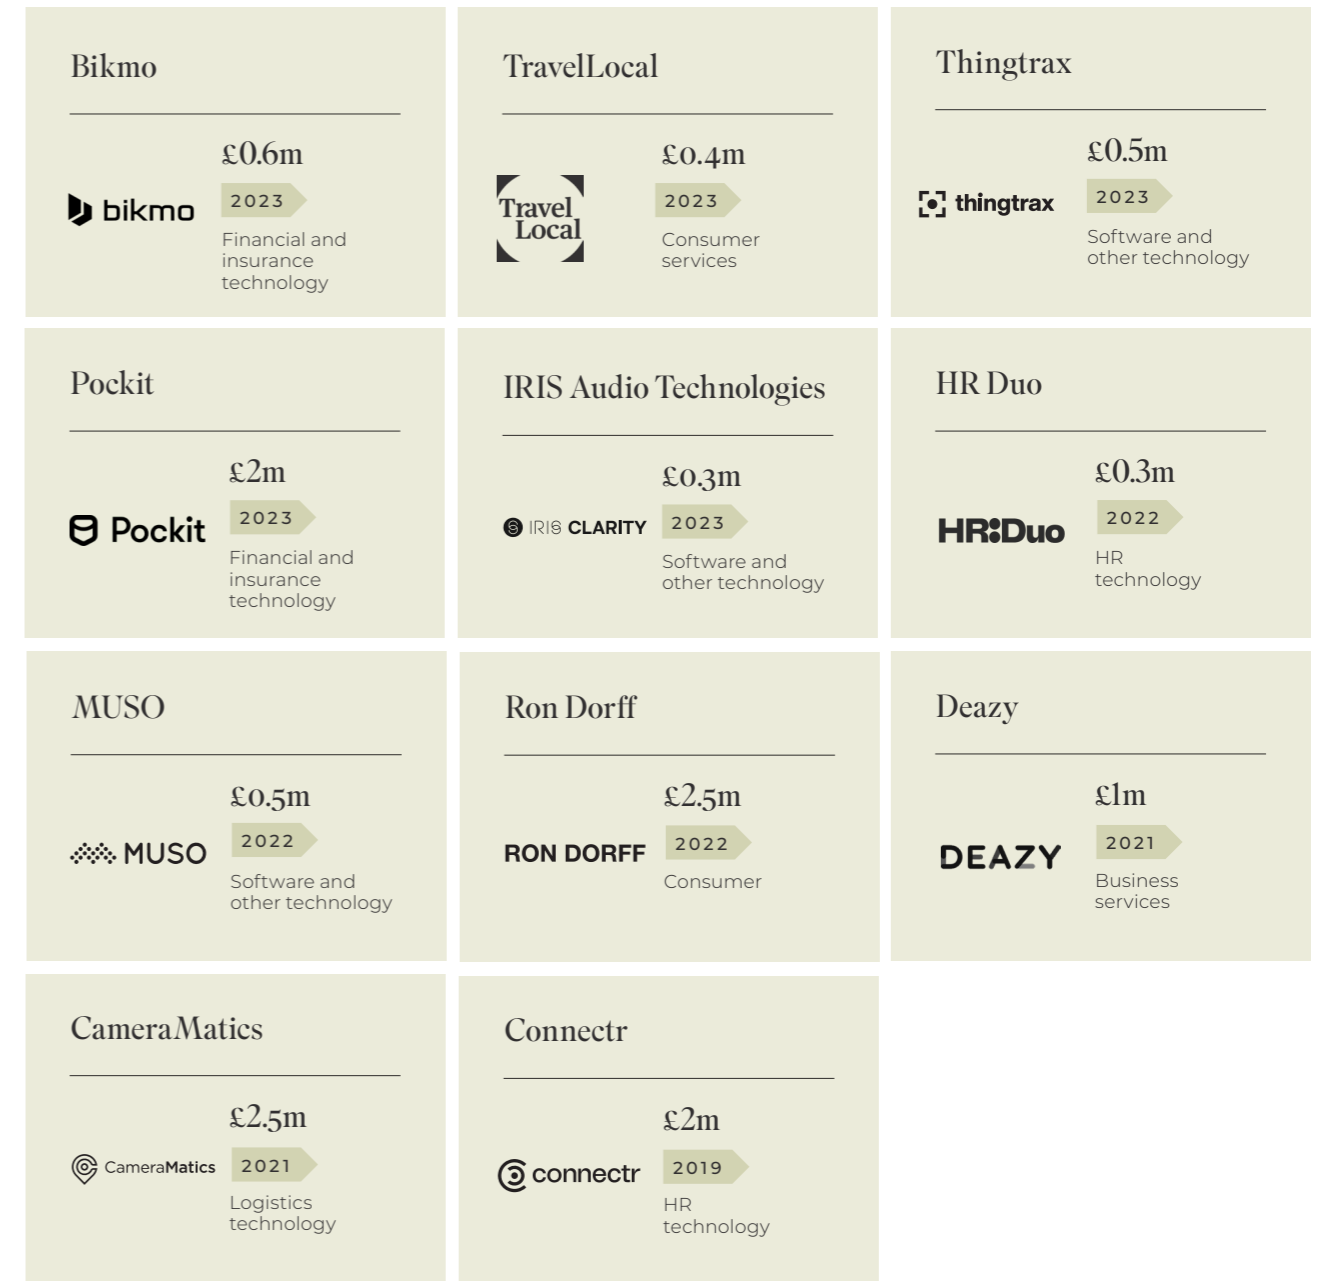 Bikmo
£0.6m
bikmo
2023
Financial and
insurance
technology
TravelLocal
£0.4m
Travel
Local
2023
Consumer
services
Thingtrax
£0.5m
thingtrax
2023
Software and
other technology
Pockit
£2m
Pockit
2023
Financial and
insurance
technology
IRIS Audio Technologies
£0.3m
IRIS CLARITY
2023
Software and
other technology
HR Duo
£0.3m
HR:Duo
2022
HR
technology
MUSO
£0.5m
MUSO
2022
Software and
other technology
Ron Dorff
£2.5m
RON DORFF
2022
Consumer
Deazy
£1m
DEAZY
2021
Business
services
CameraMatics
£2.5m
CameraMatics
2021
Logistics
technology
Connectr
£2m
connectr
2019
HR
technology